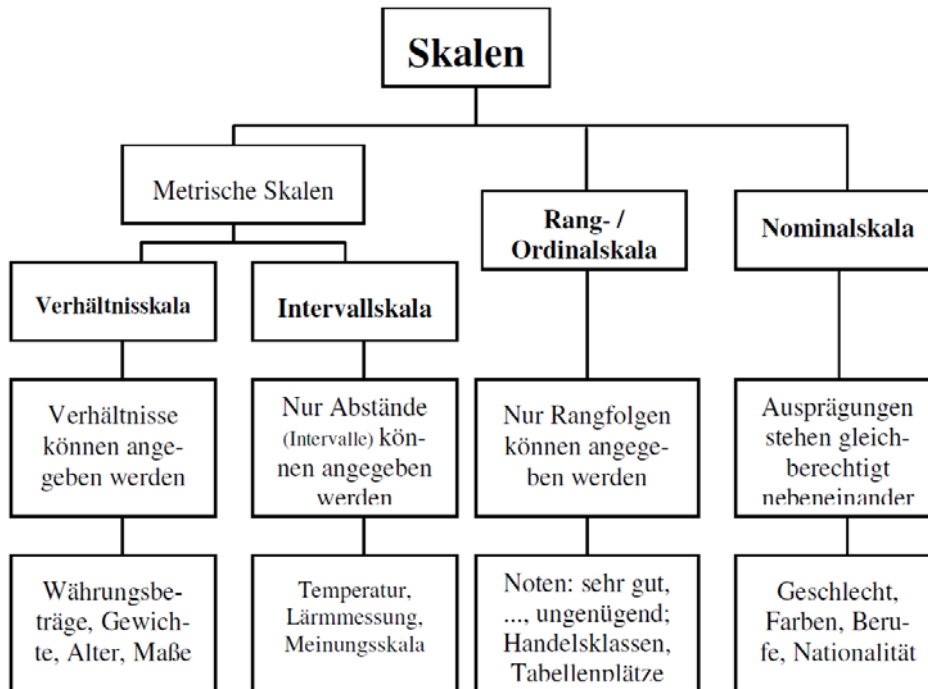 Skalen
Metrische Skalen
Rang- /
Ordinalskala
Nominalskala
Verhältnisskala
Intervallskala
Verhältnisse
können ange-
geben werden
Nur Abstände
(Intervalle) kön-
nen angegeben
werden
Nur Rangfolgen
können angege-
ben werden
Ausprägungen
stehen gleich-
berechtigt
nebeneinander
Währungsbe-
träge, Gewich-
te, Alter, Maße
Temperatur,
Lärmmessung,
Meinungsskala
Noten: sehr gut,
..., ungenügend;
Handelsklassen,
Tabellenplätze
Geschlecht,
Farben, Beru-
fe, Nationalität